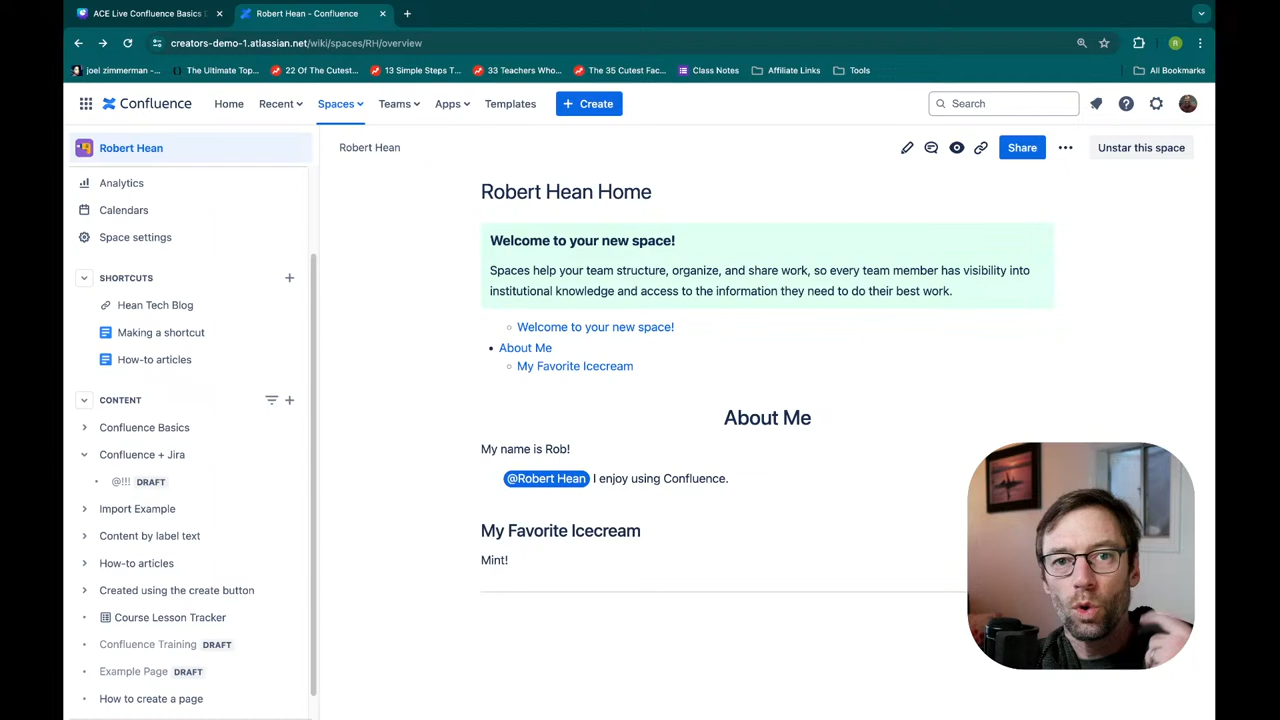 ACE Live Confluence Basics E
Robert Hean - Confluence
creators-demo-1.atlassian.net/wiki/spaces/RH/overview
R
joel zimmerman -...
The Ultimate Top...
22 Of The Cutest...
13 Simple Steps T...
33 Teachers Who...
The 35 Cutest Fac...
Class Notes
Affiliate Links
Tools
All Bookmarks
Confluence
Home
Recent
Spaces
Teams
Apps
Templates
+ Create
Search
Robert Hean
Analytics
Calendars
Space settings
SHORTCUTS
Hean Tech Blog
Making a shortcut
How-to articles
CONTENT
Confluence Basics
Confluence + Jira
@!!! DRAFT
Import Example
Content by label text
How-to articles
Created using the create button
Course Lesson Tracker
Confluence Training DRAFT
Example Page DRAFT
How to create a page
Robert Hean
Share
Unstar this space
Robert Hean Home
Welcome to your new space!
Spaces help your team structure, organize, and share work, so every team member has visibility into
institutional knowledge and access to the information they need to do their best work.
Welcome to your new space!
About Me
My Favorite Icecream
About Me
My name is Rob!
@Robert Hean I enjoy using Confluence.
My Favorite Icecream
Mint!